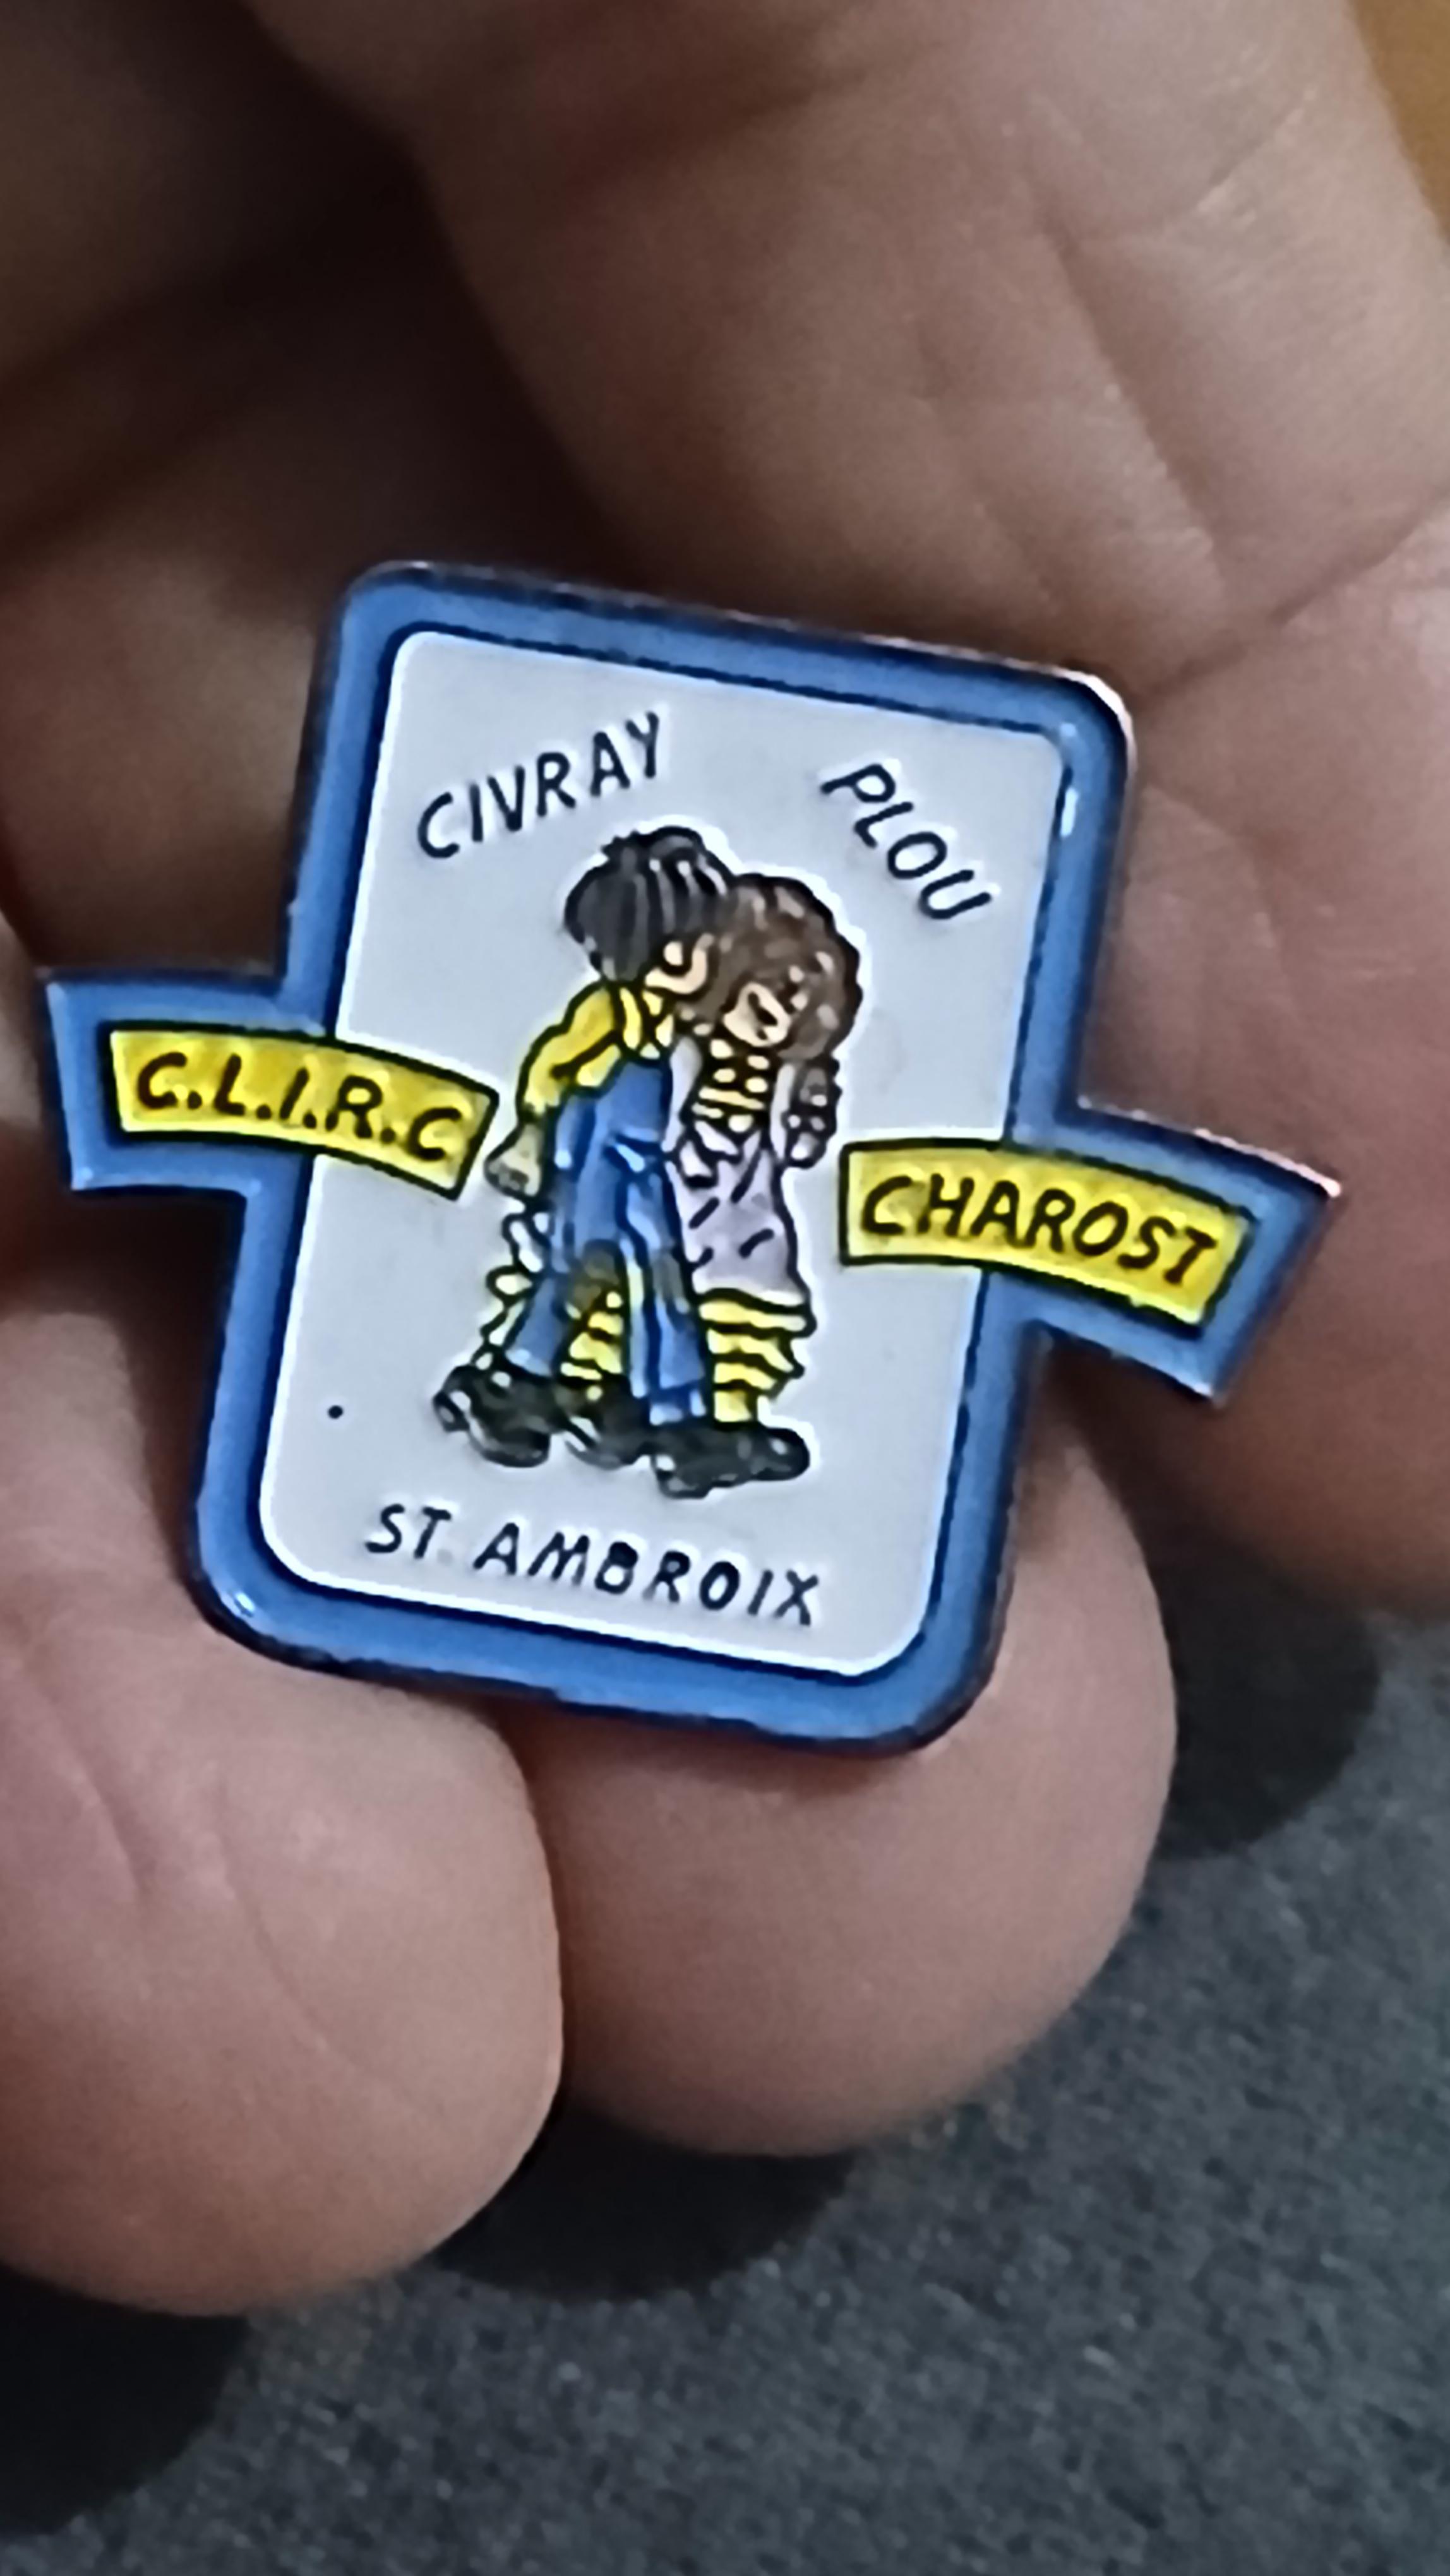 CIVRAY
PLOU
C.L.I.R.C
CHAROST
ST. AMBROIX